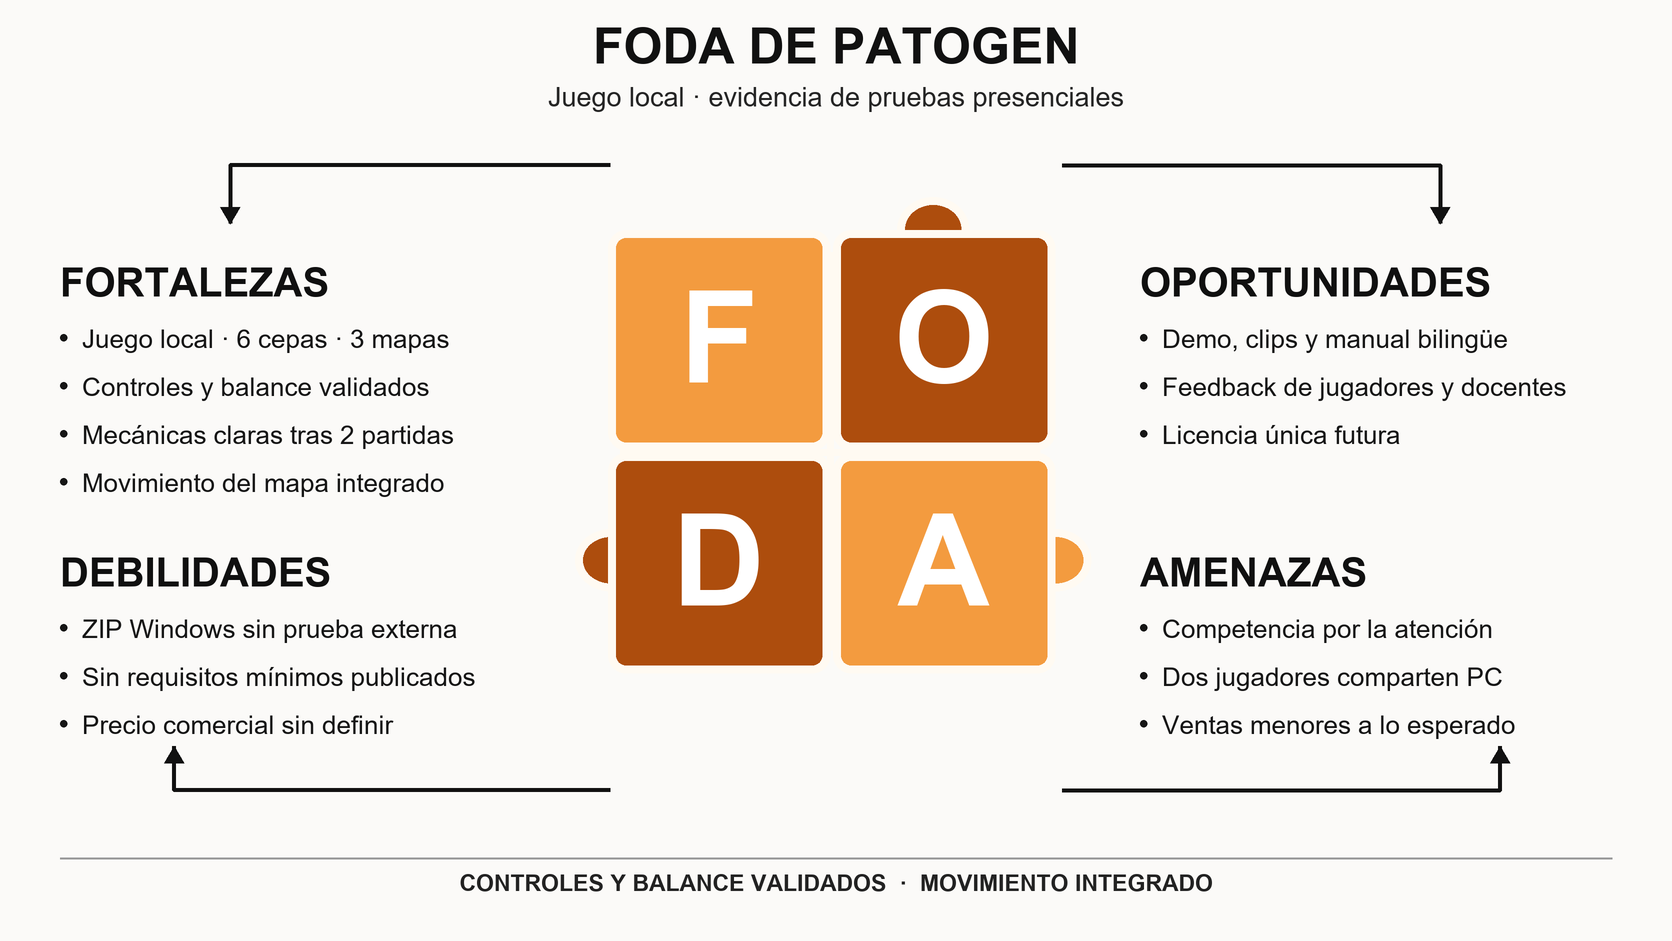 FODA DE PATOGEN
Juego local · evidencia de pruebas presenciales
FORTALEZAS
• Juego local · 6 cepas · 3 mapas
• Controles y balance validados
• Mecánicas claras tras 2 partidas
• Movimiento del mapa integrado
DEBILIDADES
• ZIP Windows sin prueba externa
• Sin requisitos mínimos publicados
• Precio comercial sin definir
F
O
D
A
OPORTUNIDADES
• Demo, clips y manual bilingüe
• Feedback de jugadores y docentes
• Licencia única futura
AMENAZAS
• Competencia por la atención
• Dos jugadores comparten PC
• Ventas menores a lo esperado
CONTROLES Y BALANCE VALIDADOS · MOVIMIENTO INTEGRADO